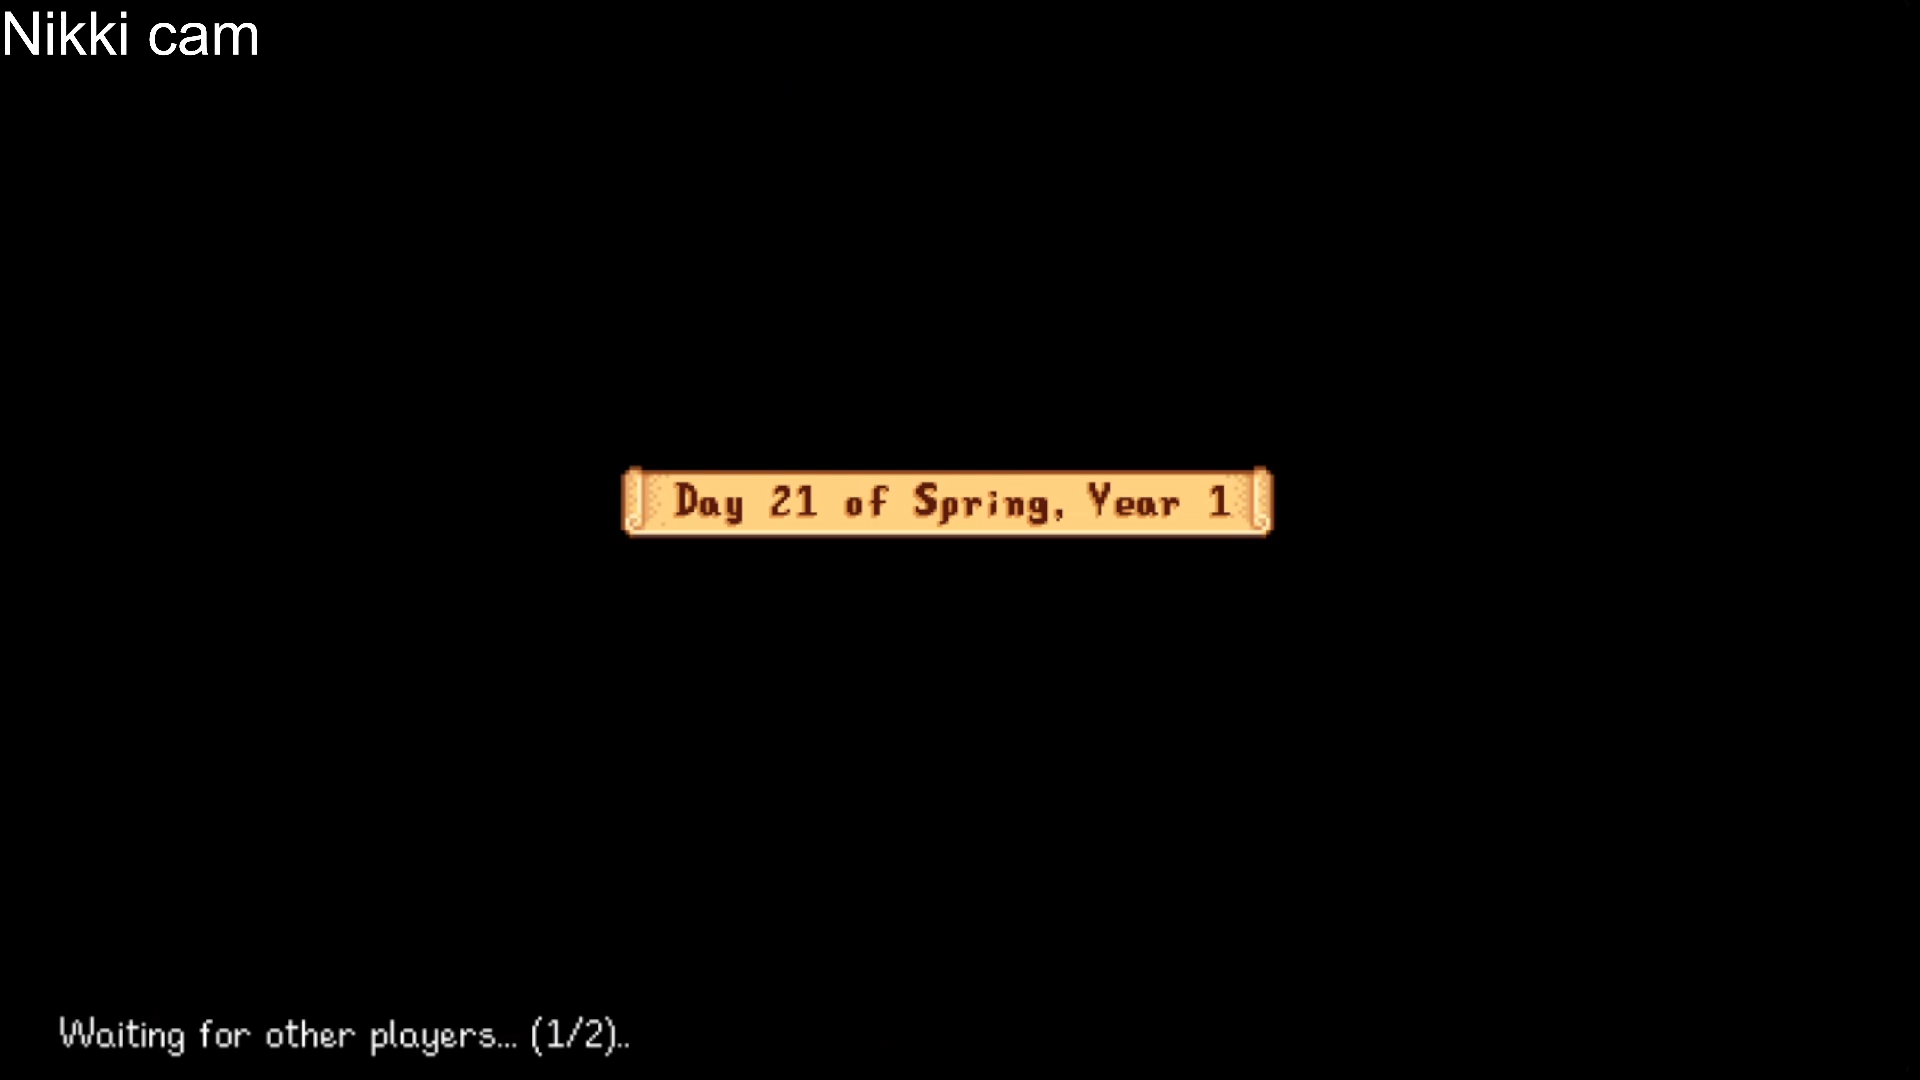 Nikki cam
Day 21 of Spring, Year 1
Waiting for other players... (1/2)..